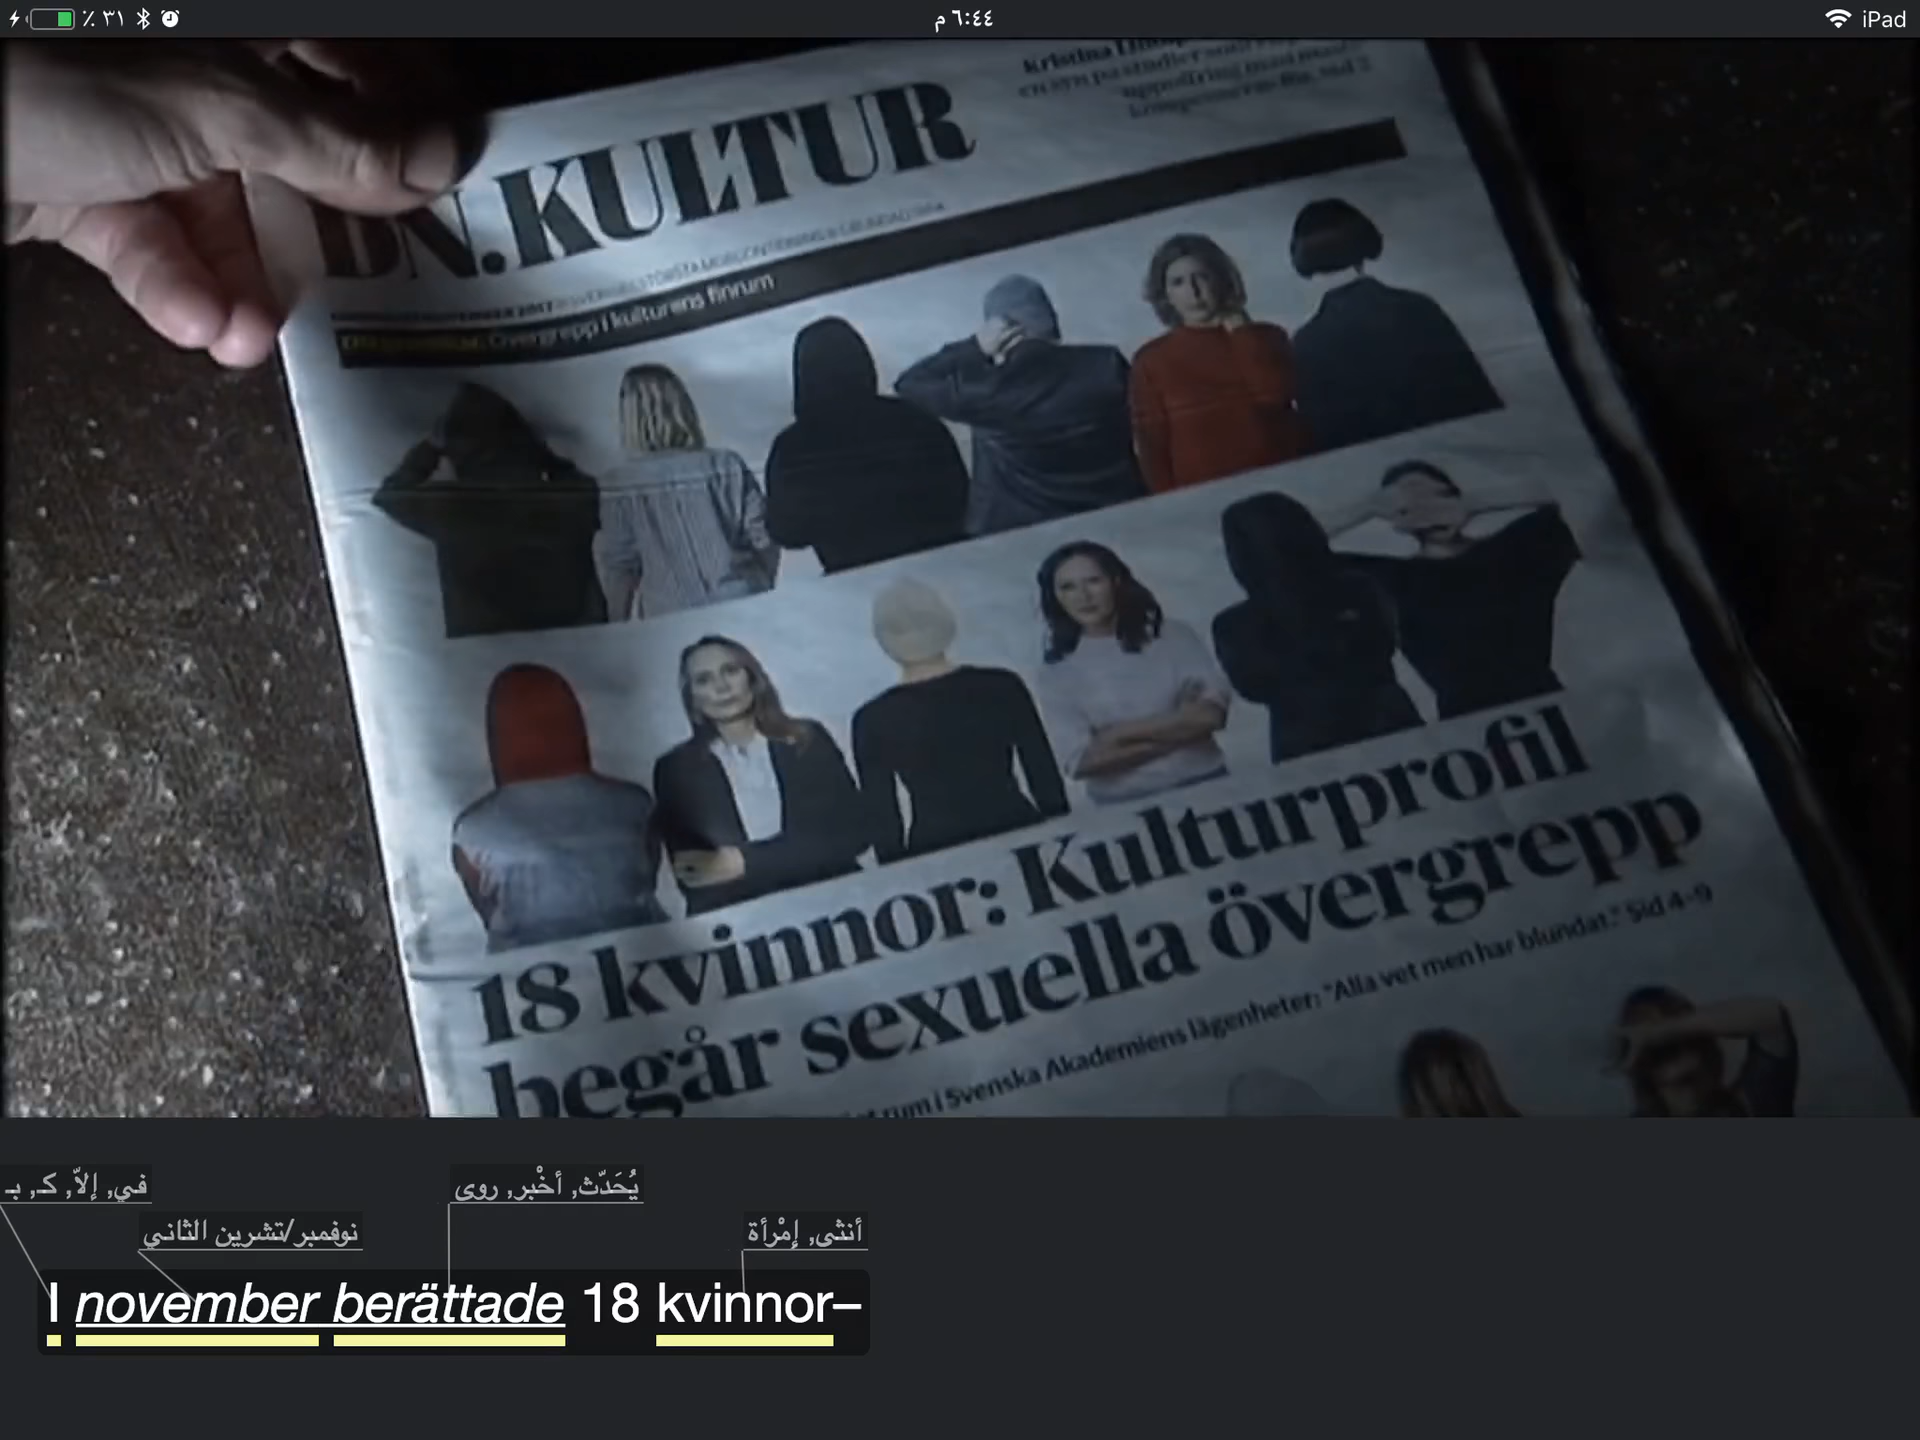 ٪ ٣١
٦:٤٤ م
iPad
DN.KULTUR
Övergrepp i kulturens finrum
18 kvinnor: Kulturprofil
begår sexuella övergrepp
rum i Svenska Akademiens lägenheter: "Alla vet men har blundat." Sid 4–9
في, إلاّ, كـ, بـ
يُحَدّث, أخْبر, روى
نوفمبر/تشرين الثاني
أنثى, إمْرأة
I november berättade 18 kvinnor–